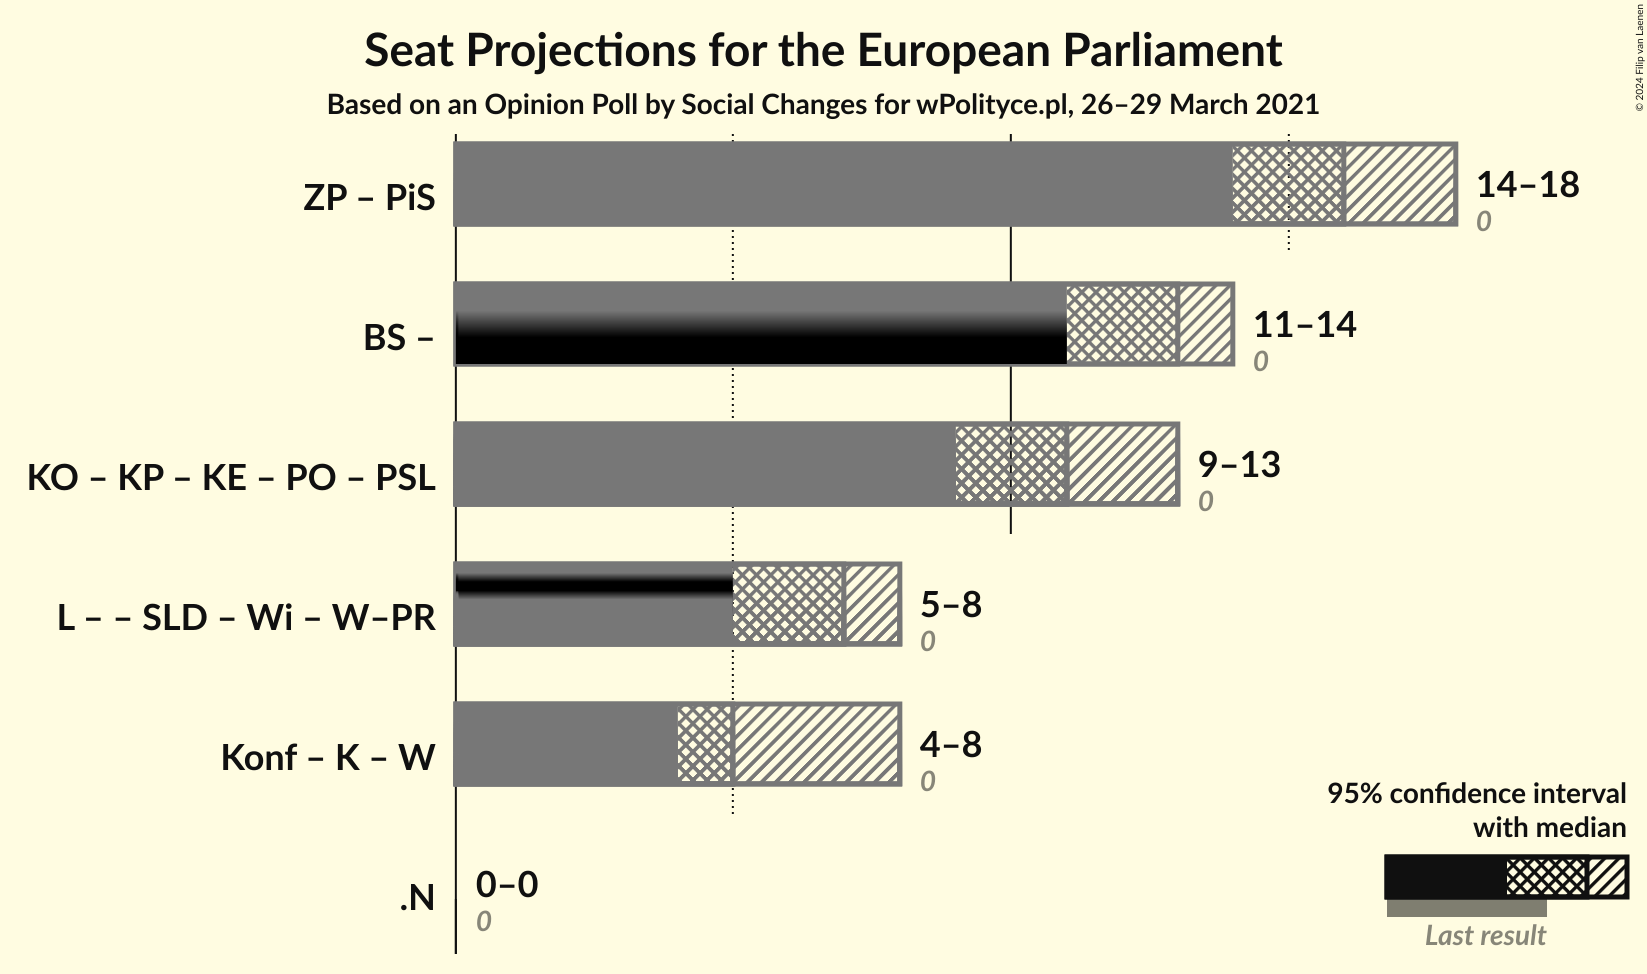 Seat Projections for the European Parliament
Based on an Opinion Poll by Social Changes for wPolityce.pl, 26–29 March 2021
© 2024 Filip van Laenen
ZP – PiS
14–18
0
BS –
11–14
0
KO – KP – KE – PO – PSL
9–13
0
L – – SLD – Wi – W–PR
5–8
0
Konf – K – W
4–8
0
.N
0–0
0
95% confidence interval
with median
Last result